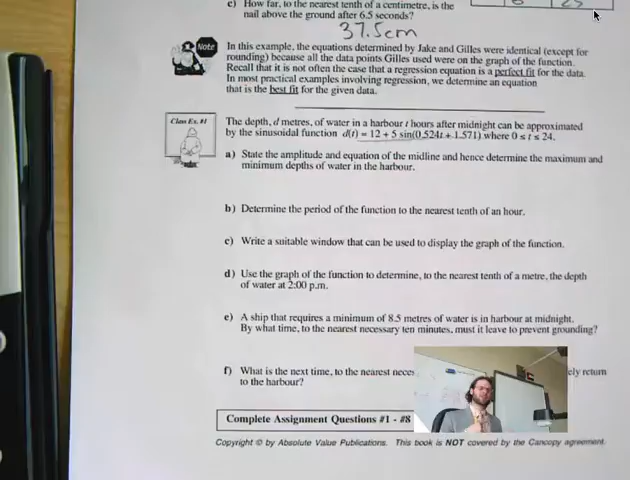 c) How far, to the nearest tenth of a centimetre, is the
nail above the ground after 6.5 seconds?
37.5cm
Note
In this example, the equations determined by Jake and Gilles were identical (except for
rounding) because all the data points Gilles used were on the graph of the function.
Recall that it is not often the case that a regression equation is a perfect fit for the data.
In most practical examples involving regression, we determine an equation
that is the best fit for the given data.
Class Ex. #1
The depth, d metres, of water in a harbour t hours after midnight can be approximated
by the sinusoidal function d(t) = 12 + 5 sin(0.524t + 1.571) where 0 ≤ t ≤ 24.
a) State the amplitude and equation of the midline and hence determine the maximum and
minimum depths of water in the harbour.
b) Determine the period of the function to the nearest tenth of an hour.
c) Write a suitable window that can be used to display the graph of the function.
d) Use the graph of the function to determine, to the nearest tenth of a metre, the depth
of water at 2:00 p.m.
e) A ship that requires a minimum of 8.5 metres of water is in harbour at midnight.
By what time, to the nearest necessary ten minutes, must it leave to prevent grounding?
f) What is the next time, to the nearest return
to the harbour?
Complete Assignment Questions #1 - #8
Copyright © by Absolute Value Publications. This book is NOT covered by the Cancopy agreement.